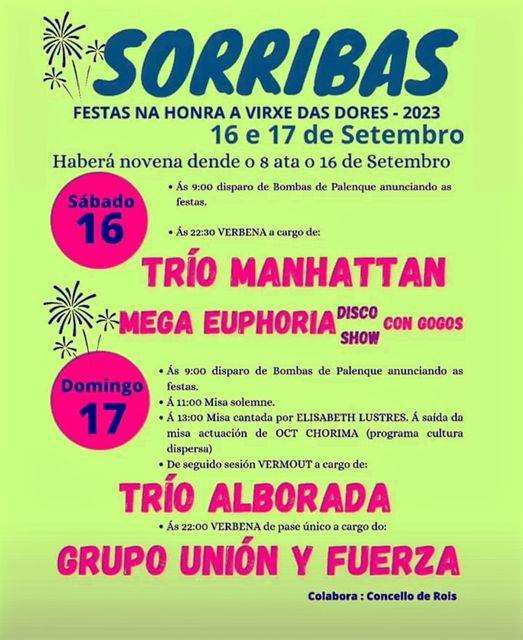 SORRIBAS
FESTAS NA HONRA A VIRXE DAS DORES - 2023
16 e 17 de Setembro
Haberá novena dende o 8 ata o 16 de Setembro
Sábado
16
• Ás 9:00 disparo de Bombas de Palenque anunciando as
festas.
• Ás 22:30 VERBENA a cargo de:
TRÍO MANHATTAN
MEGA EUPHORIA DISCO SHOW CON GOGOS
Domingo
17
• Ás 9:00 disparo de Bombas de Palenque anunciando as
festas.
• Á 11:00 Misa solemne.
• Á 13:00 Misa cantada por ELISABETH LUSTRES. Á saída da
misa actuación de OCT CHORIMA (programa cultura
dispersa)
• De seguido sesión VERMOUT a cargo de:
TRÍO ALBORADA
• Ás 22:00 VERBENA de pase único a cargo do:
GRUPO UNIÓN Y FUERZA
Colabora : Concello de Rois